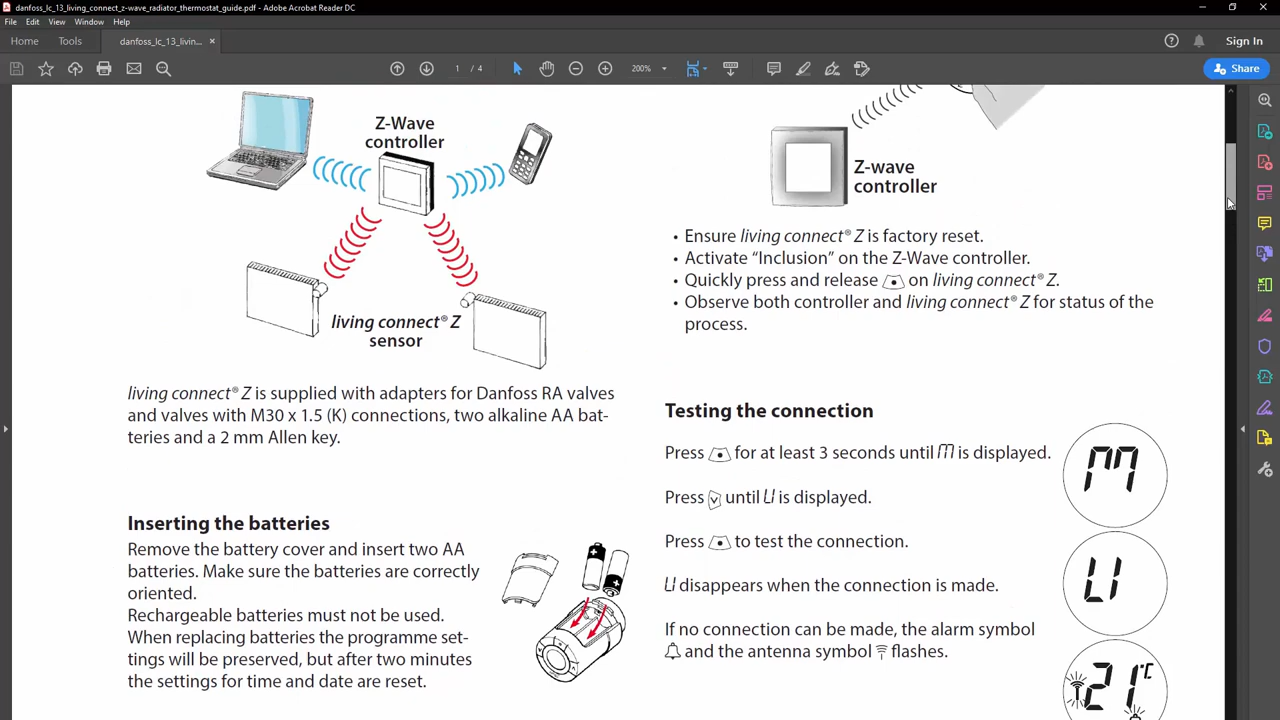 danfoss_lc_13_living_connect_z-wave_radiator_thermostat_guide.pdf - Adobe Acrobat Reader DC
File Edit View Window Help
Home Tools danfoss_lc_13_livin... × Sign In
1 / 4 200% Share
Z-Wave
controller
living connect® Z
sensor
living connect® Z is supplied with adapters for Danfoss RA valves
and valves with M30 x 1.5 (K) connections, two alkaline AA bat-
teries and a 2 mm Allen key.
Inserting the batteries
Remove the battery cover and insert two AA
batteries. Make sure the batteries are correctly
oriented.
Rechargeable batteries must not be used.
When replacing batteries the programme set-
tings will be preserved, but after two minutes
the settings for time and date are reset.
Z-wave
controller
• Ensure living connect® Z is factory reset.
• Activate “Inclusion” on the Z-Wave controller.
• Quickly press and release on living connect® Z.
• Observe both controller and living connect® Z for status of the
process.
Testing the connection
Press for at least 3 seconds until M is displayed.
Press until LI is displayed.
Press to test the connection.
LI disappears when the connection is made.
If no connection can be made, the alarm symbol
and the antenna symbol flashes.
M
LI
21°C